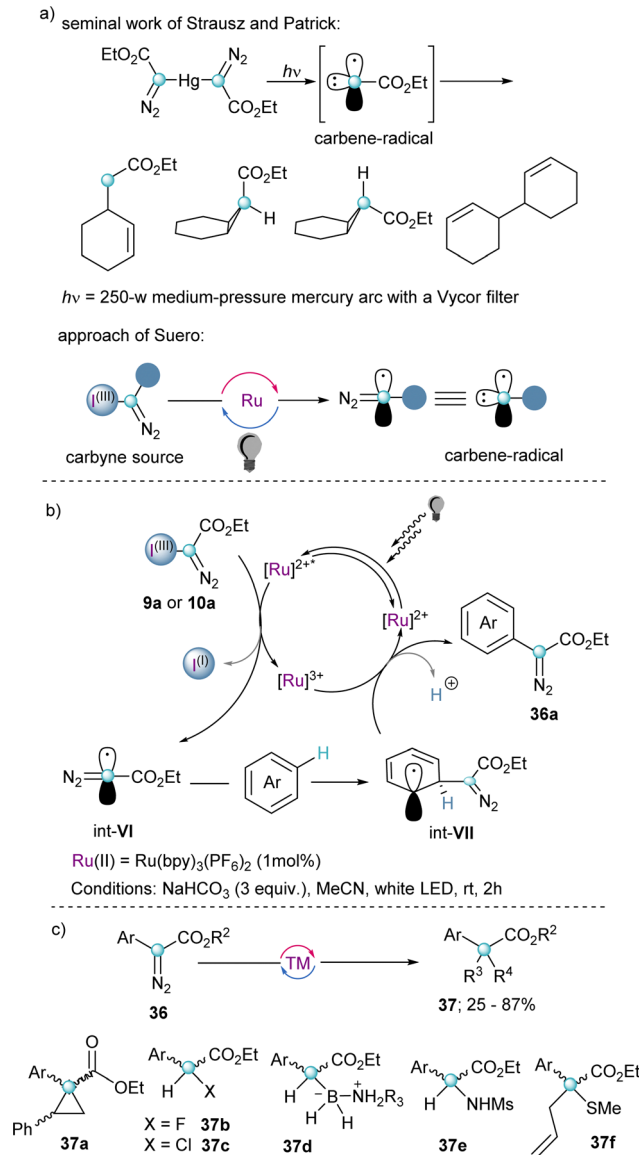 a)
seminal work of Strausz and Patrick:
EtO₂C
N₂
Hg
N₂
CO₂Et
hν
CO₂Et
carbene-radical
CO₂Et
CO₂Et
H
H
CO₂Et
hν = 250-w medium-pressure mercury arc with a Vycor filter
approach of Suero:
I(III)
N₂
carbyne source
Ru
N₂
carbene-radical
b)
I(III)
CO₂Et
N₂
9a or 10a
[Ru]²⁺*
[Ru]²⁺
[Ru]³⁺
I(I)
H ⊕
Ar
CO₂Et
N₂
36a
N₂
CO₂Et
int-VI
Ar
H
CO₂Et
H
N₂
int-VII
Ru(II) = Ru(bpy)₃(PF₆)₂ (1mol%)
Conditions: NaHCO₃ (3 equiv.), MeCN, white LED, rt, 2h
c)
Ar
CO₂R²
N₂
36
TM
Ar
CO₂R²
R³ R⁴
37; 25 - 87%
Ar
O
OEt
Ph
37a
Ar
CO₂Et
H
X
X = F 37b
X = Cl 37c
Ar
CO₂Et
H
B⁻
N⁺H₂R₃
H H
37d
Ar
CO₂Et
H
NHMs
37e
Ar
CO₂Et
SMe
37f